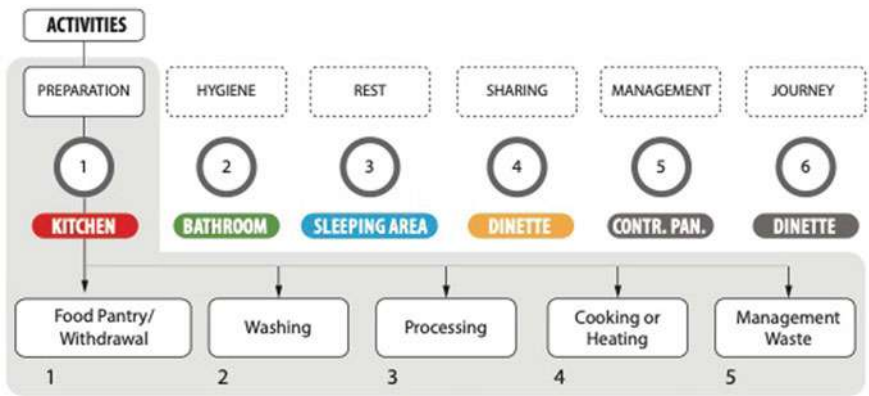 ACTIVITIES
PREPARATION
HYGIENE
REST
SHARING
MANAGEMENT
JOURNEY
1
2
3
4
5
6
KITCHEN
BATHROOM
SLEEPING AREA
DINETTE
CONTR. PAN.
DINETTE
Food Pantry/
Withdrawal
Washing
Processing
Cooking or
Heating
Management
Waste
1
2
3
4
5